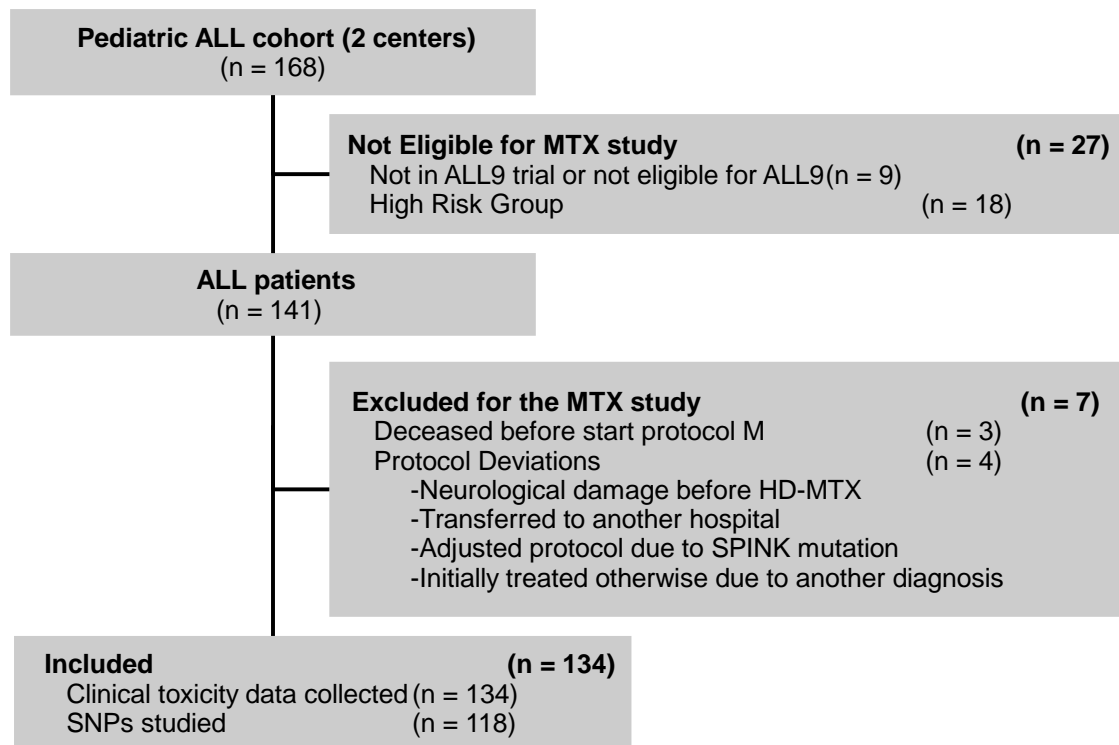 Pediatric ALL cohort (2 centers)
(n = 168)
Not Eligible for MTX study (n = 27)
Not in ALL9 trial or not eligible for ALL9(n = 9)
High Risk Group (n = 18)
ALL patients
(n = 141)
Excluded for the MTX study (n = 7)
Deceased before start protocol M (n = 3)
Protocol Deviations (n = 4)
-Neurological damage before HD-MTX
-Transferred to another hospital
-Adjusted protocol due to SPINK mutation
-Initially treated otherwise due to another diagnosis
Included (n = 134)
Clinical toxicity data collected (n = 134)
SNPs studied (n = 118)